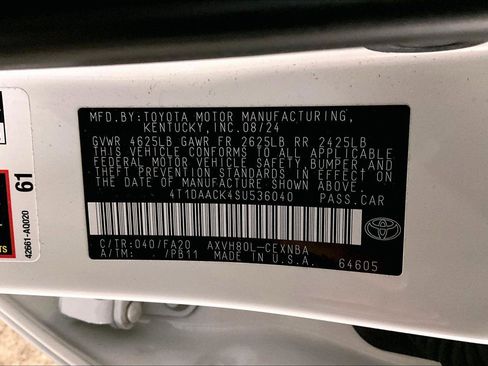 MFD.BY:TOYOTA MOTOR MANUFACTURING,
KENTUCKY,INC.08/24
GVWR 4625LB GAWR FR 2625LB RR 2425LB
THIS VEHICLE CONFORMS TO ALL APPLICABLE
FEDERAL MOTOR VEHICLE SAFETY,BUMPER,AND
THEFT PREVENTION STANDARDS IN EFFECT ON
THE DATE OF MANUFACTURE SHOWN ABOVE.
4T1DAACK4SU536040 PASS.CAR
C/TR:040/FA20 AXVH80L-CEXNBA
A/TM: /PB11 MADE IN U.S.A. 64605
61
42661-A0020